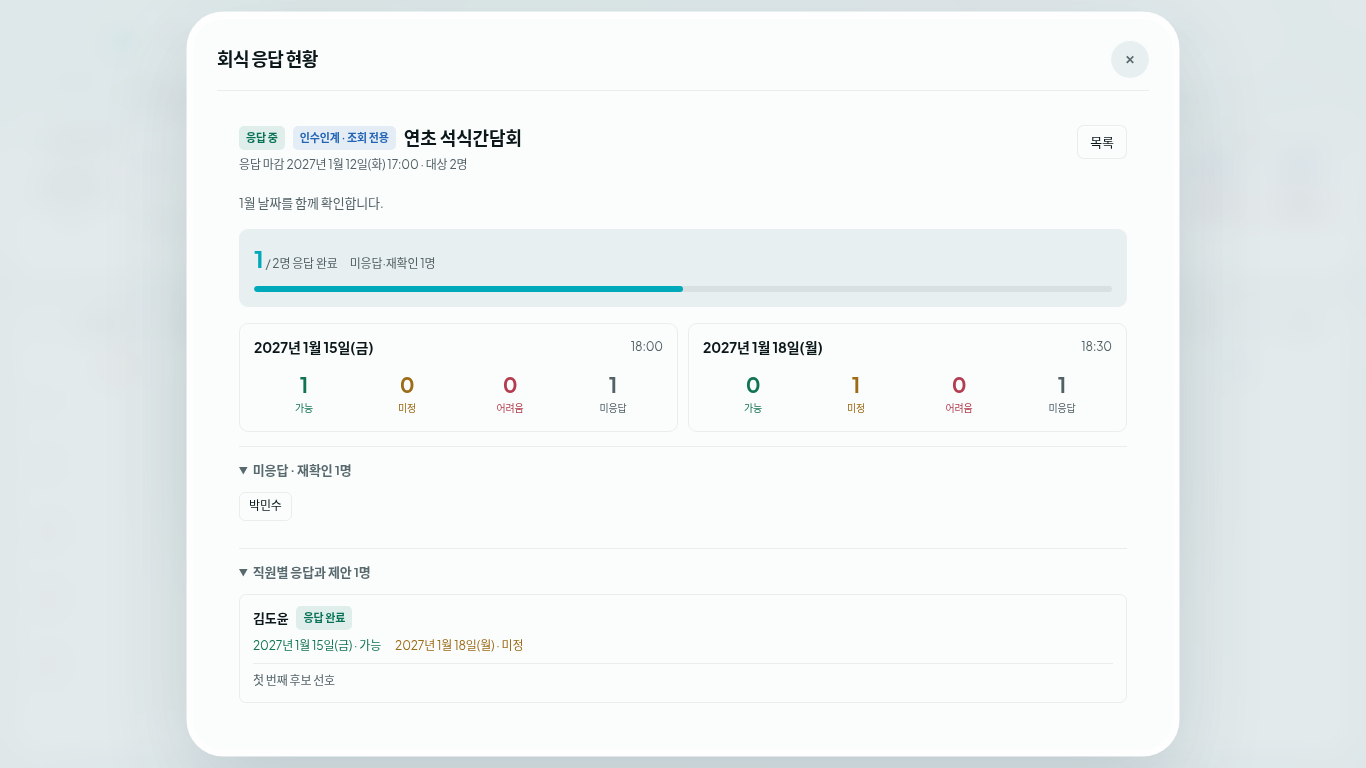 회식 응답 현황
×
응답 중 인수인계 · 조회 전용 연초 석식간담회
목록
응답 마감 2027년 1월 12일(화) 17:00 · 대상 2명
1월 날짜를 함께 확인합니다.
1 / 2명 응답 완료 미응답·재확인 1명
2027년 1월 15일(금) 18:00
1 0 0 1
가능 미정 어려움 미응답
2027년 1월 18일(월) 18:30
0 1 0 1
가능 미정 어려움 미응답
▼ 미응답 · 재확인 1명
박민수
▼ 직원별 응답과 제안 1명
김도윤 응답 완료
2027년 1월 15일(금) · 가능 2027년 1월 18일(월) · 미정
첫 번째 후보 선호